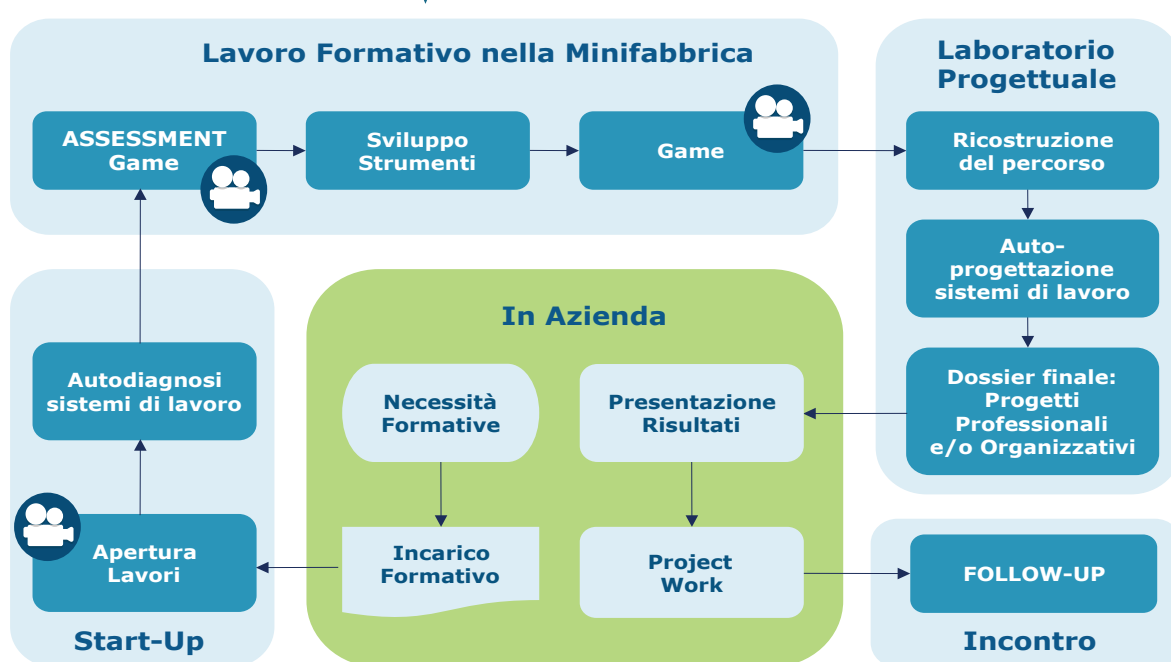 Lavoro Formativo nella Minifabbrica
ASSESSMENT
Game
Sviluppo
Strumenti
Game
Laboratorio
Progettuale
Ricostruzione
del percorso
Auto-
progettazione
sistemi di lavoro
Dossier finale:
Progetti
Professionali
e/o Organizzativi
Autodiagnosi
sistemi di lavoro
Apertura
Lavori
Start-Up
In Azienda
Necessità
Formative
Presentazione
Risultati
Incarico
Formativo
Project
Work
FOLLOW-UP
Incontro